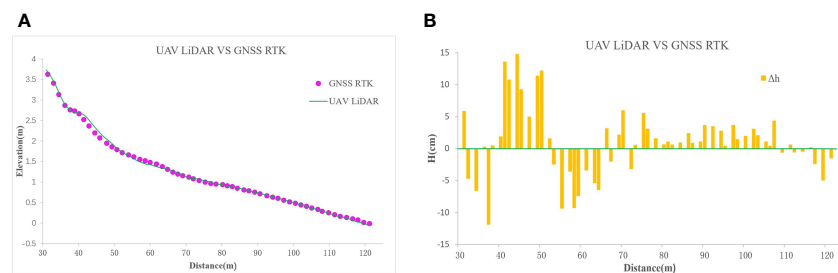 A
UAV LiDAR VS GNSS RTK
4
3.5
3
2.5
2
1.5
1
0.5
0
-0.5
Elevation(m)
GNSS RTK
UAV LiDAR
30 40 50 60 70 80 90 100 110 120 130
Distance(m)
B
UAV LiDAR VS GNSS RTK
15
10
5
0
-5
-10
-15
H(cm)
Δh
30 40 50 60 70 80 90 100 110 120
Distance(m)